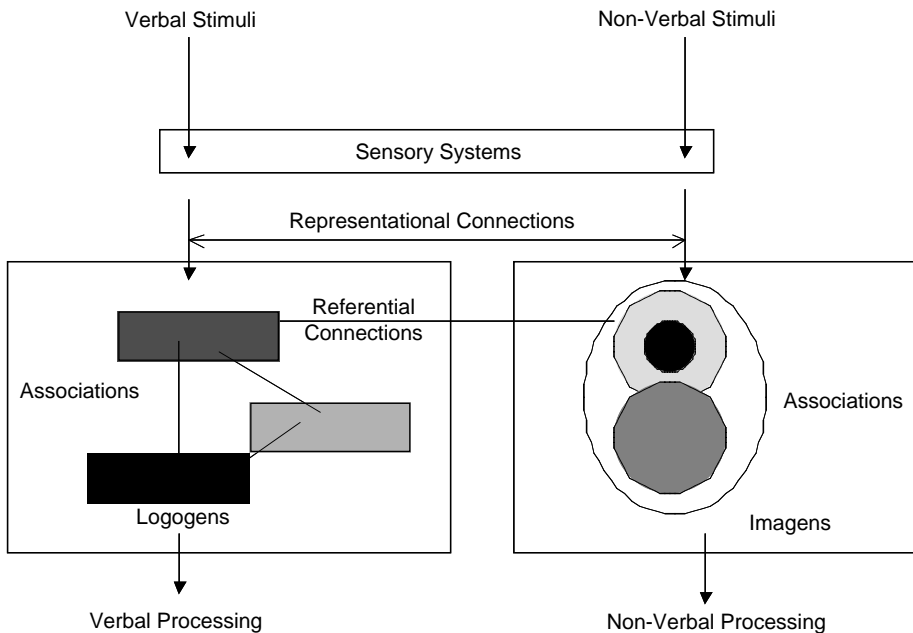 Verbal Stimuli
Non-Verbal Stimuli
Sensory Systems
Representational Connections
Referential
Connections
Associations
Associations
Logogens
Imagens
Verbal Processing
Non-Verbal Processing